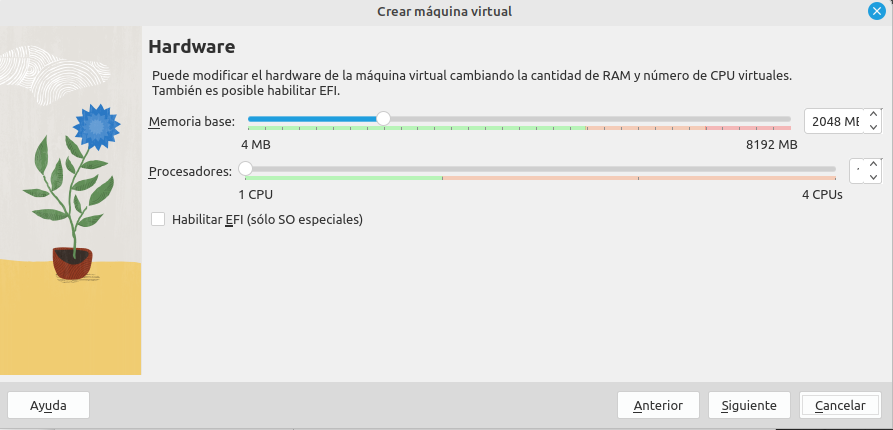 Crear máquina virtual
Hardware
Puede modificar el hardware de la máquina virtual cambiando la cantidad de RAM y número de CPU virtuales.
También es posible habilitar EFI.
Memoria base:
2048 ME
4 MB
8192 MB
Procesadores:
1 CPU
4 CPUs
Habilitar EFI (sólo SO especiales)
Ayuda
Anterior
Siguiente
Cancelar